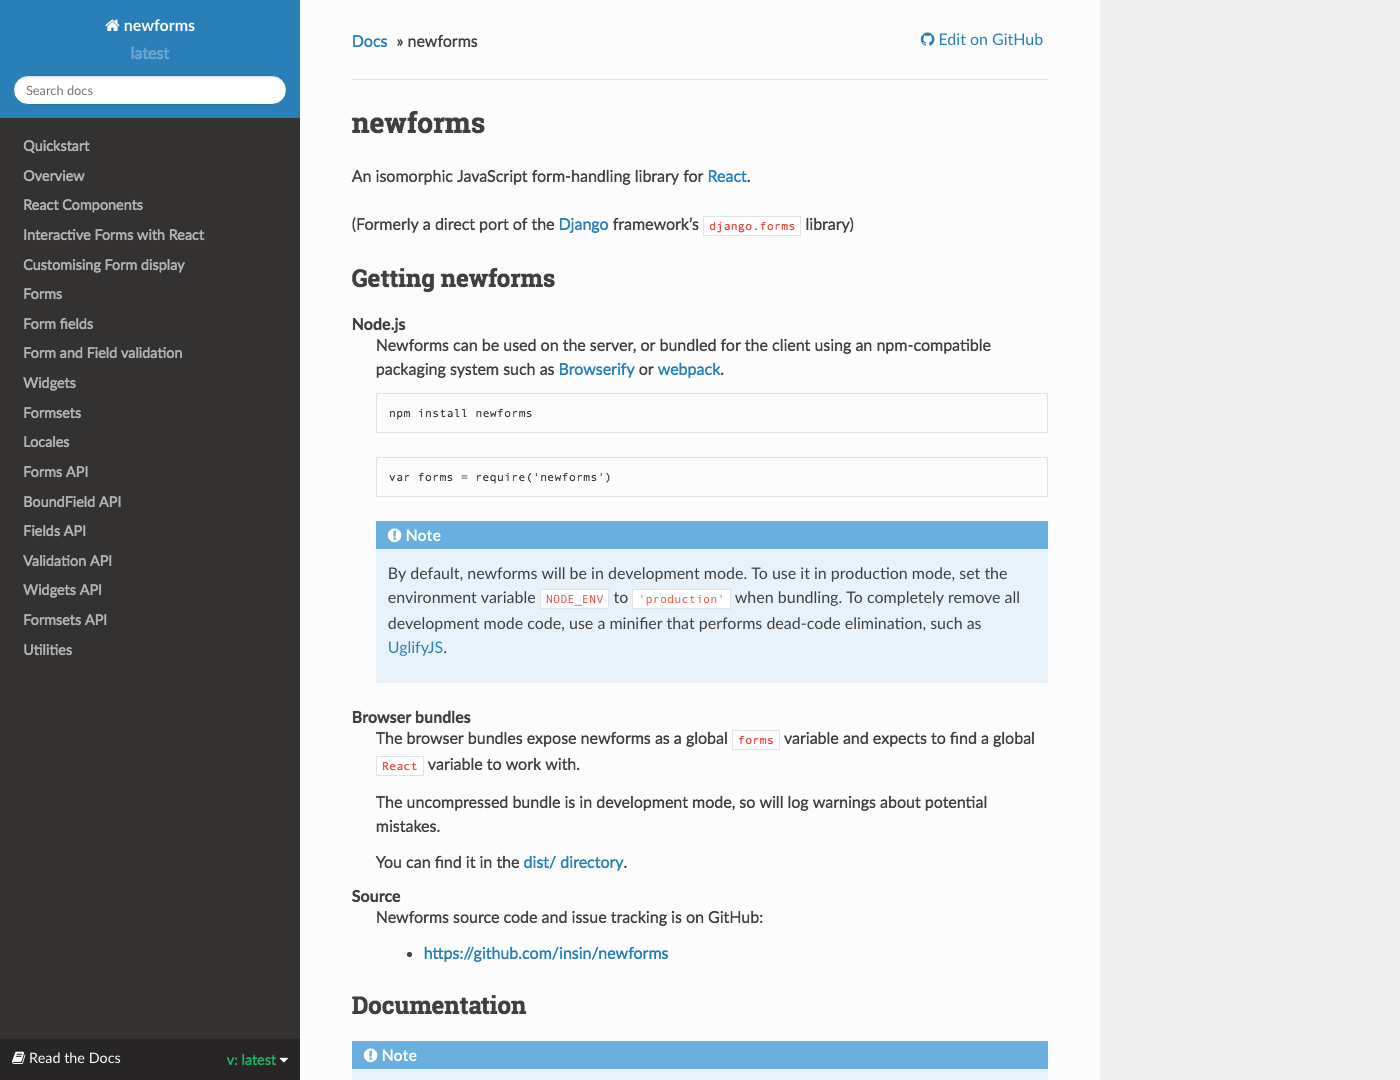 newforms
latest
Search docs
Quickstart
Overview
React Components
Interactive Forms with React
Customising Form display
Forms
Form fields
Form and Field validation
Widgets
Formsets
Locales
Forms API
BoundField API
Fields API
Validation API
Widgets API
Formsets API
Utilities
Read the Docs
v: latest
Docs » newforms
Edit on GitHub
newforms
An isomorphic JavaScript form-handling library for React.
(Formerly a direct port of the Django framework’s django.forms library)
Getting newforms
Node.js
Newforms can be used on the server, or bundled for the client using an npm-compatible
packaging system such as Browserify or webpack.
npm install newforms
var forms = require('newforms')
Note
By default, newforms will be in development mode. To use it in production mode, set the
environment variable NODE_ENV to 'production' when bundling. To completely remove all
development mode code, use a minifier that performs dead-code elimination, such as
UglifyJS.
Browser bundles
The browser bundles expose newforms as a global forms variable and expects to find a global
React variable to work with.
The uncompressed bundle is in development mode, so will log warnings about potential
mistakes.
You can find it in the dist/ directory.
Source
Newforms source code and issue tracking is on GitHub:
• https://github.com/insin/newforms
Documentation
Note